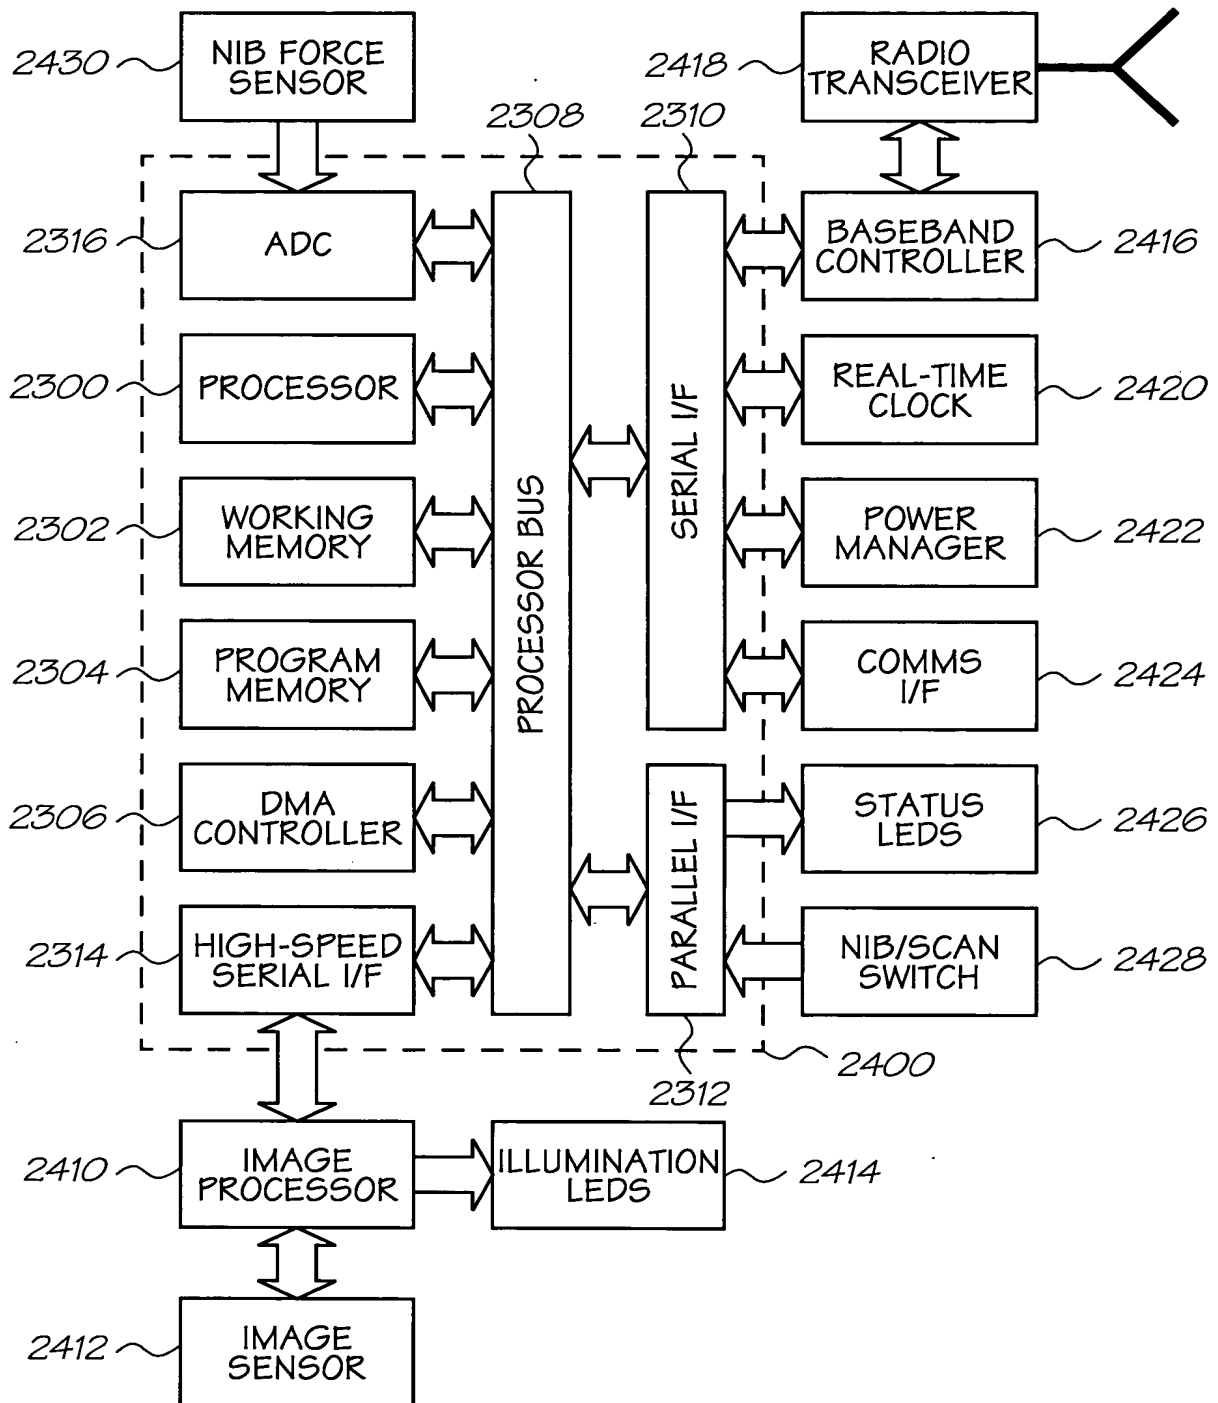 2430
NIB FORCE
SENSOR
2418
RADIO
TRANSCEIVER
2308
2310
2316
ADC
BASEBAND
CONTROLLER
2416
2300
PROCESSOR
REAL-TIME
CLOCK
2420
2302
WORKING
MEMORY
PROCESSOR BUS
SERIAL I/F
POWER
MANAGER
2422
2304
PROGRAM
MEMORY
COMMS
I/F
2424
2306
DMA
CONTROLLER
PARALLEL I/F
STATUS
LEDS
2426
2314
HIGH-SPEED
SERIAL I/F
NIB/SCAN
SWITCH
2428
2312
2400
2410
IMAGE
PROCESSOR
ILLUMINATION
LEDS
2414
2412
IMAGE
SENSOR